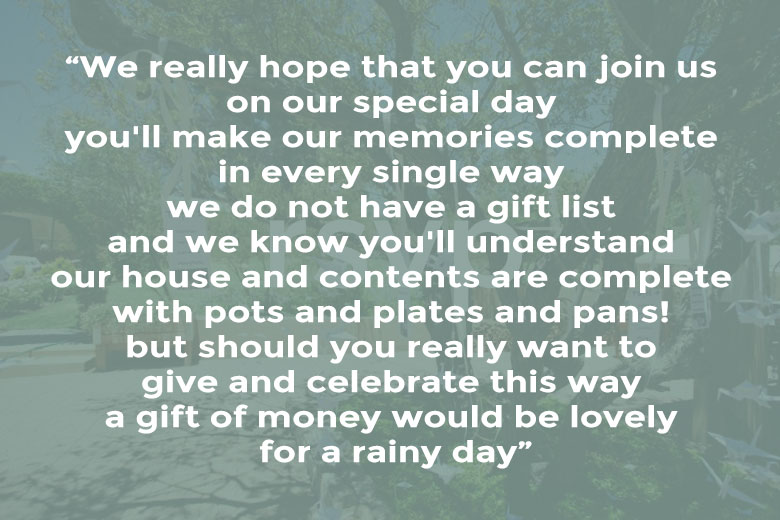 “We really hope that you can join us
on our special day
you'll make our memories complete
in every single way
we do not have a gift list
and we know you'll understand
our house and contents are complete
with pots and plates and pans!
but should you really want to
give and celebrate this way
a gift of money would be lovely
for a rainy day”
rsvp